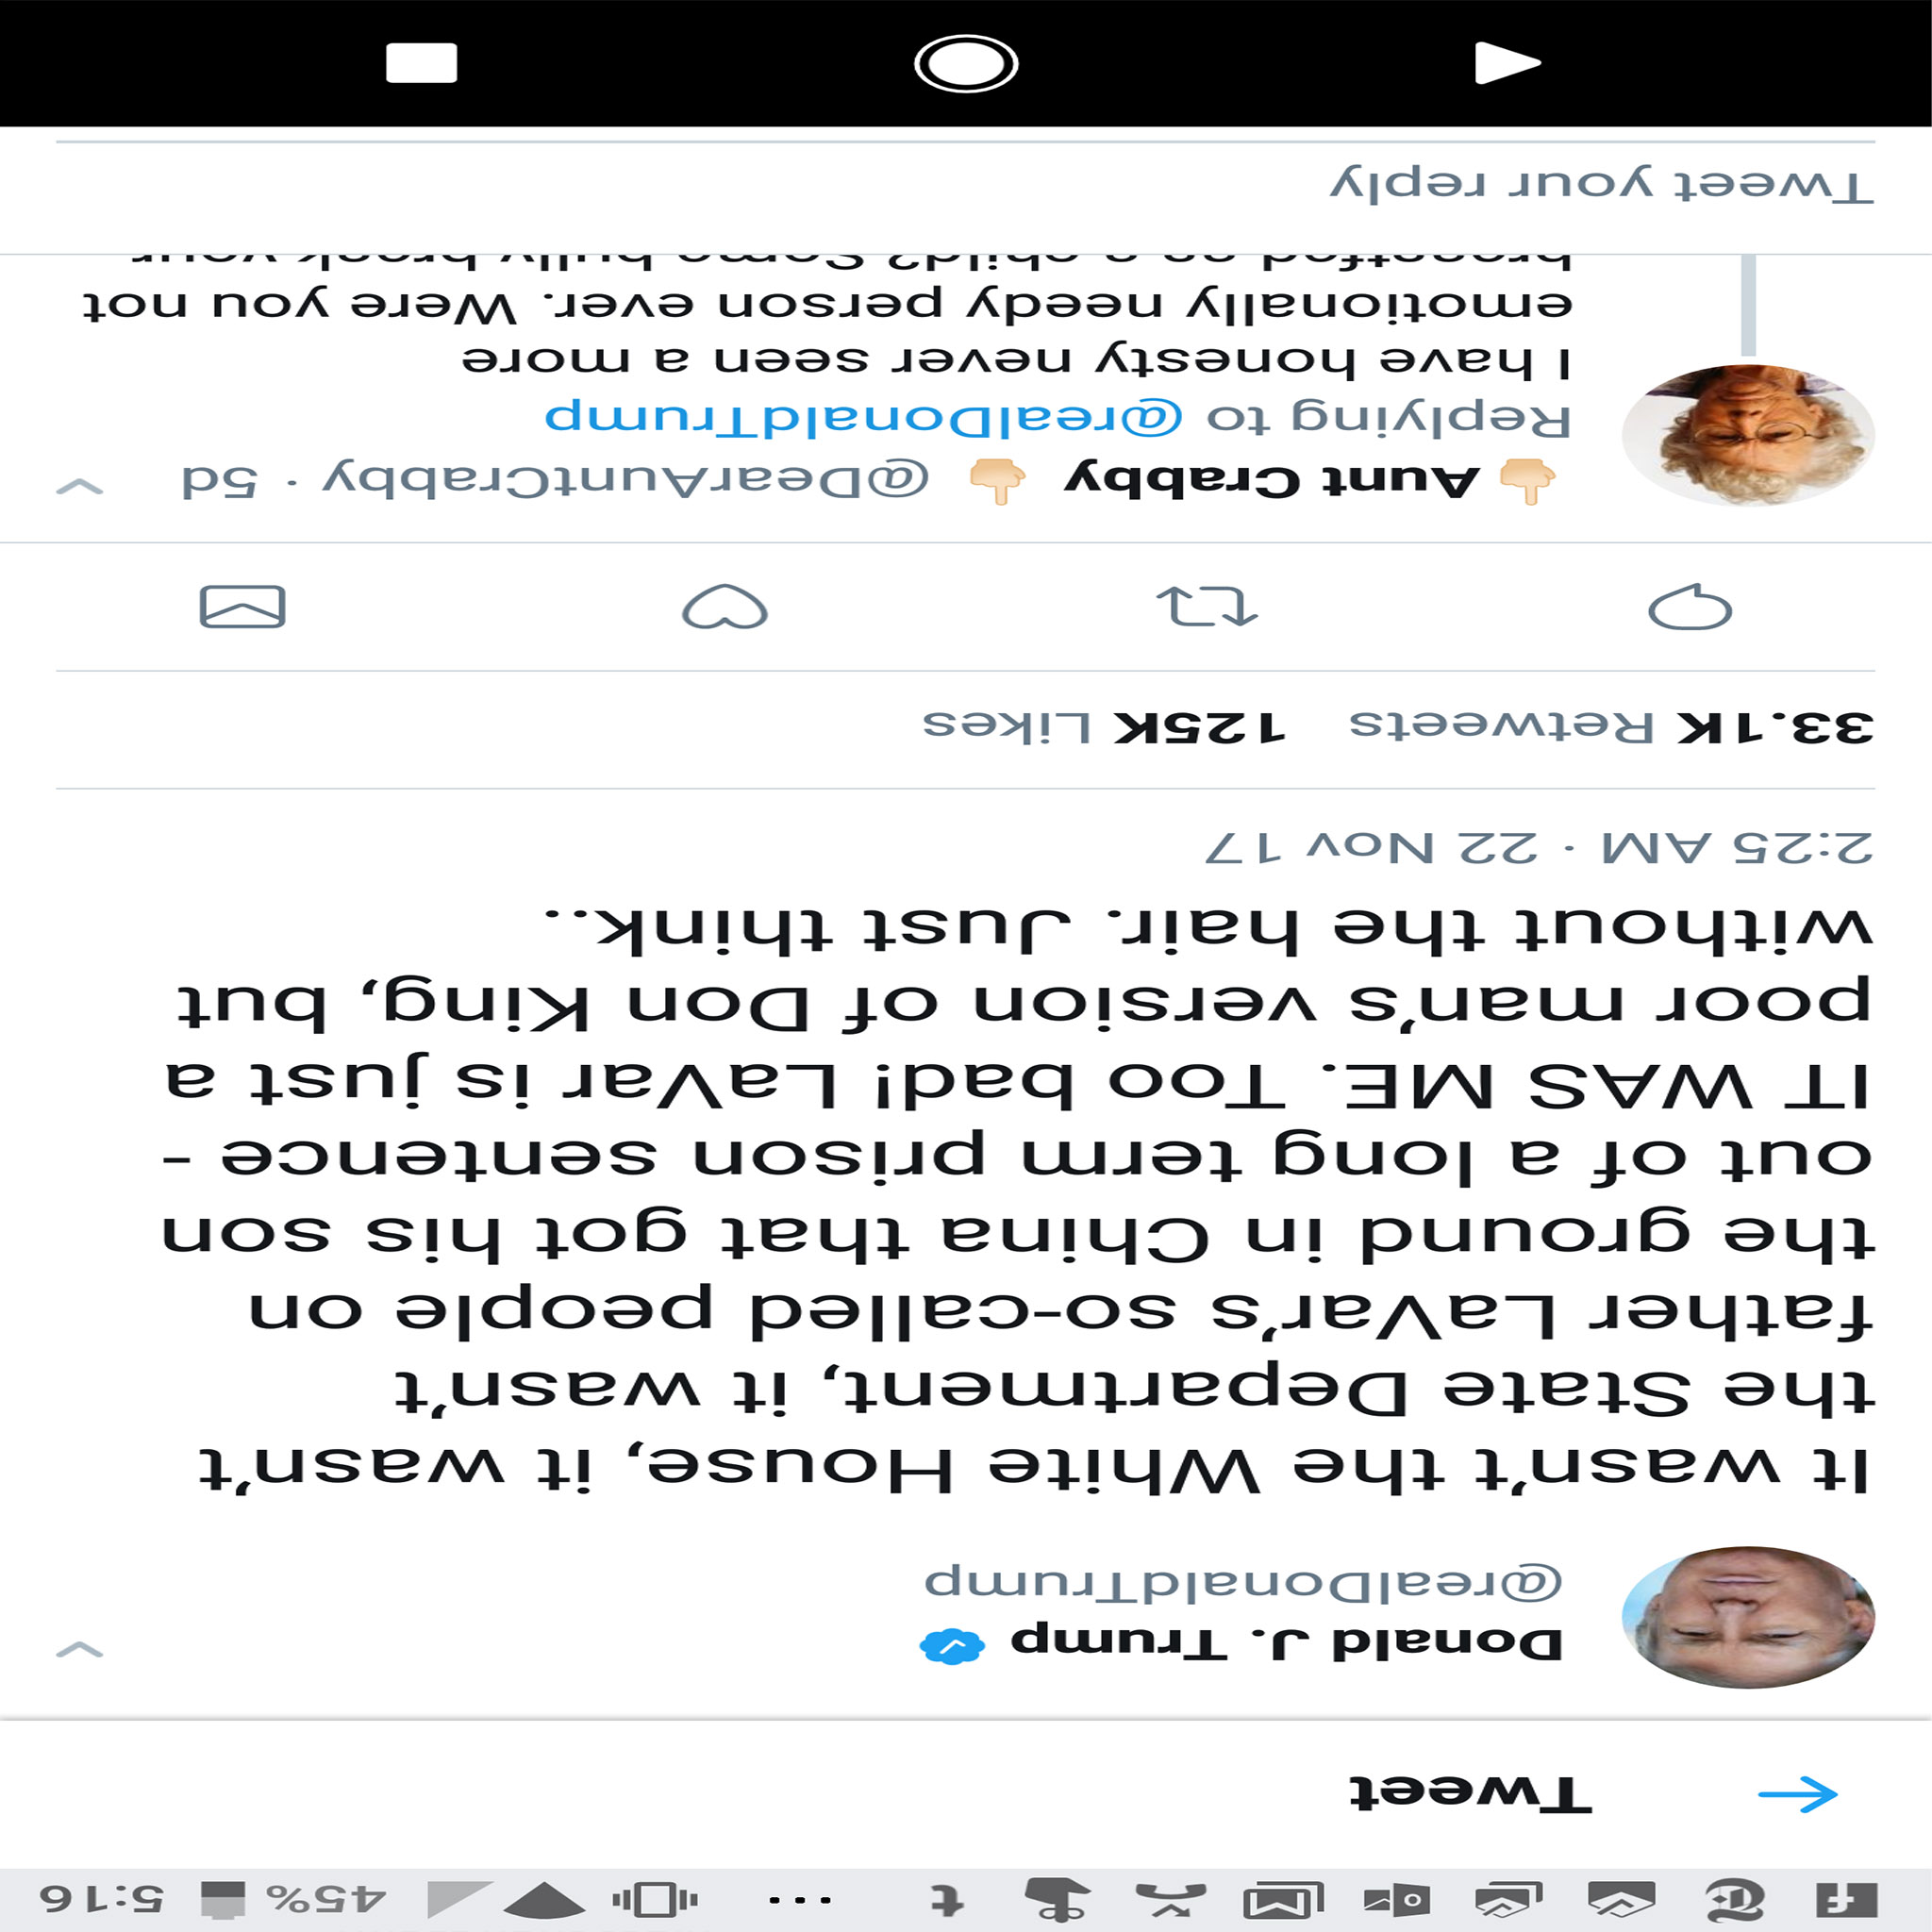 45% 5:16
Tweet
Donald J. Trump
@realDonaldTrump
It wasn't the White House, it wasn't
the State Department, it wasn't
father LaVar's so-called people on
the ground in China that got his son
out of a long term prison sentence -
IT WAS ME. Too bad! LaVar is just a
poor man's version of Don King, but
without the hair. Just think..
2:25 AM · 22 Nov 17
33.1K Retweets 125K Likes
👇🏼 Aunt Crabby 👇🏼 @DearAuntCrabby · 5d
Replying to @realDonaldTrump
I have honesty never seen a more
emotionally needy person ever. Were you not
breastfed as a child? Some bully break your
Tweet your reply